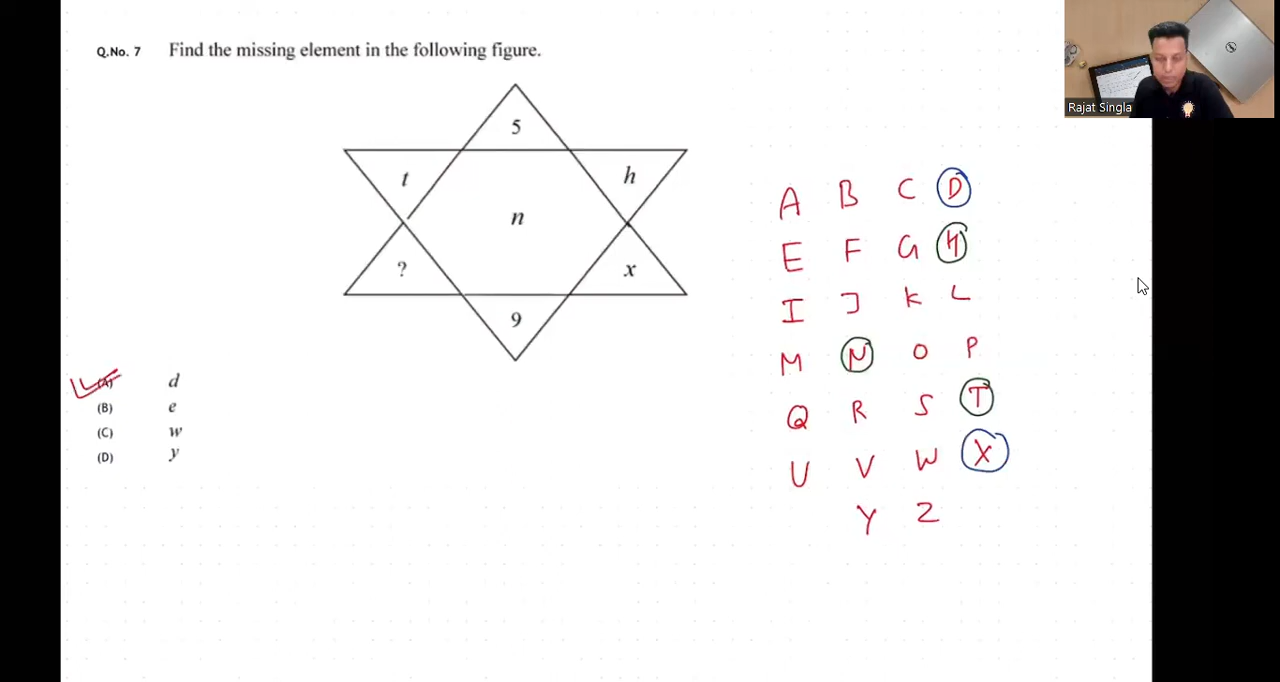 Q.No. 7 Find the missing element in the following figure.
5
t
h
n
?
x
9
(A) d
(B) e
(C) w
(D) y
A B C D
E F G H
I J K L
M N O P
Q R S T
U V W X
Y Z
Rajat Singla